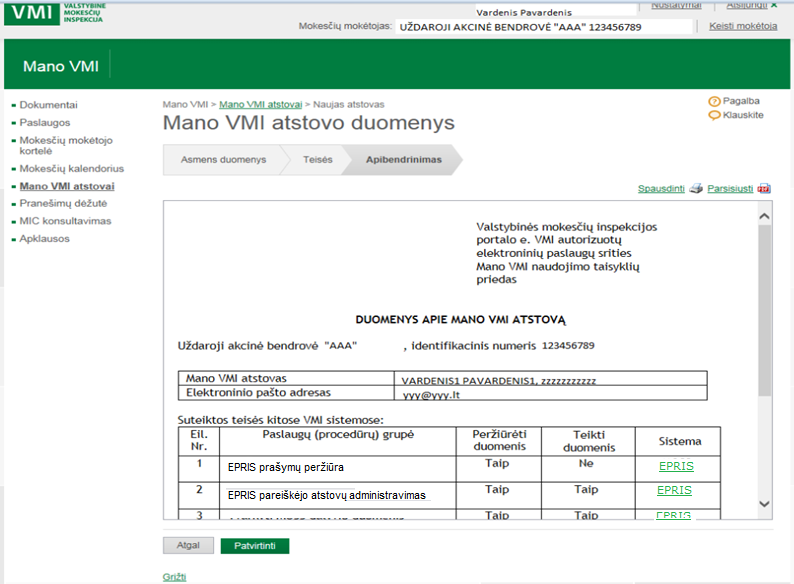 VMI VALSTYBINĖ
MOKESČIŲ
INSPEKCIJA
Vardenis Pavardenis
Nustatymai
Atsijungti
Mokesčių mokėtojas: UŽDAROJI AKCINĖ BENDROVĖ "AAA" 123456789
Keisti mokėtoja
Mano VMI
Dokumentai
Paslaugos
Mokesčių mokėtojo
kortelė
Mokesčių kalendorius
Mano VMI atstovai
Pranešimų dėžutė
MIC konsultavimas
Apklausos
Mano VMI > Mano VMI atstovai > Naujas atstovas
Pagalba
Klauskite
Mano VMI atstovo duomenys
Asmens duomenys Teisės Apibendrinimas
Spausdinti Parsisiusti
Valstybinės mokesčių inspekcijos
portalo e. VMI autorizuotų
elektroninių paslaugų srities
Mano VMI naudojimo taisyklių
priedas
DUOMENYS APIE MANO VMI ATSTOVĄ
Uždaroji akcinė bendrovė "AAA" , identifikacinis numeris 123456789
Mano VMI atstovas VARDENIS1 PAVARDENIS1, zzzzzzzzzzz
Elektroninio pašto adresas yyy@yyy.lt
Suteiktos teisės kitose VMI sistemose:
Eil. Nr. Paslaugų (procedūrų) grupė Peržiūrėti duomenis Teikti duomenis Sistema
1 EPRIS prašymų peržiūra Taip Ne EPRIS
2 EPRIS pareiškėjo atstovų administravimas Taip Taip EPRIS
3 Taip Taip EPRIS
Atgal Patvirtinti
Grįžti